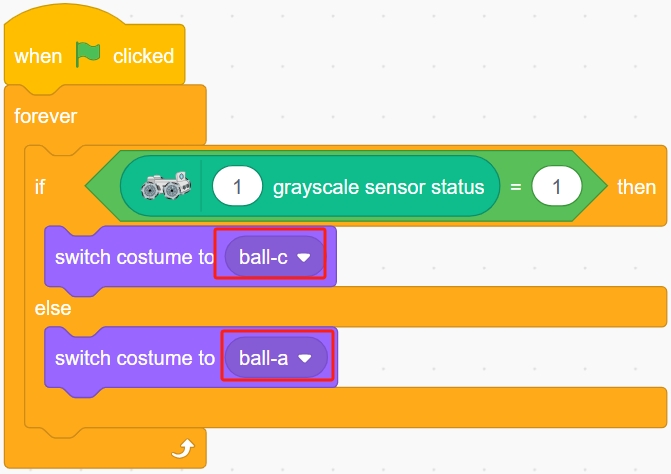 when clicked
forever
if 1 grayscale sensor status = 1 then
switch costume to ball-c
else
switch costume to ball-a